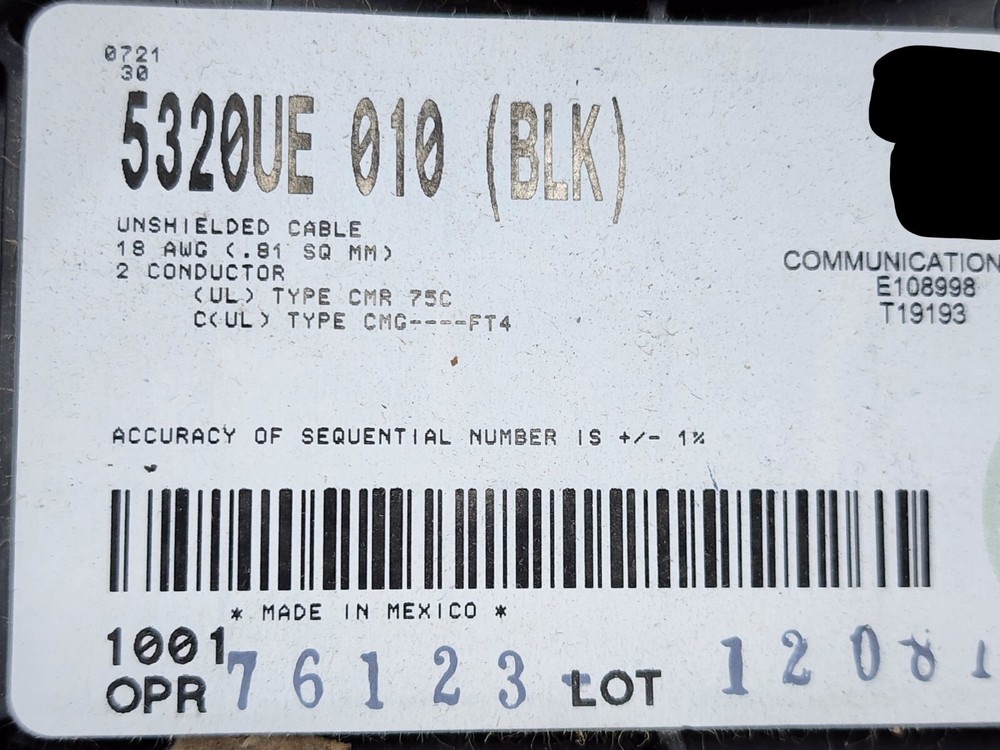 0721
30
5320UE 010 (BLK)
UNSHIELDED CABLE
18 AWG (.81 SQ MM)
2 CONDUCTOR
(UL) TYPE CMR 75C
C(UL) TYPE CMG----FT4
COMMUNICATION
E108998
T19193
ACCURACY OF SEQUENTIAL NUMBER IS +/- 1%
* MADE IN MEXICO *
1001
OPR 76123 LOT